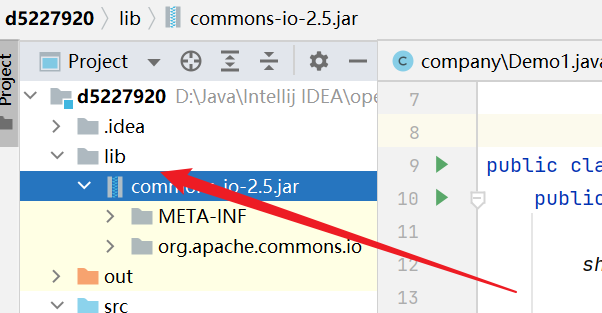 d5227920 〉 lib 〉 commons-io-2.5.jar
Project
Project
company\Demo1.java
d5227920 D:\Java\Intellij IDEA\ope
.idea
lib
commons-io-2.5.jar
META-INF
org.apache.commons.io
out
src
7
8
9 public cla
10 publi
11
12 sh
13